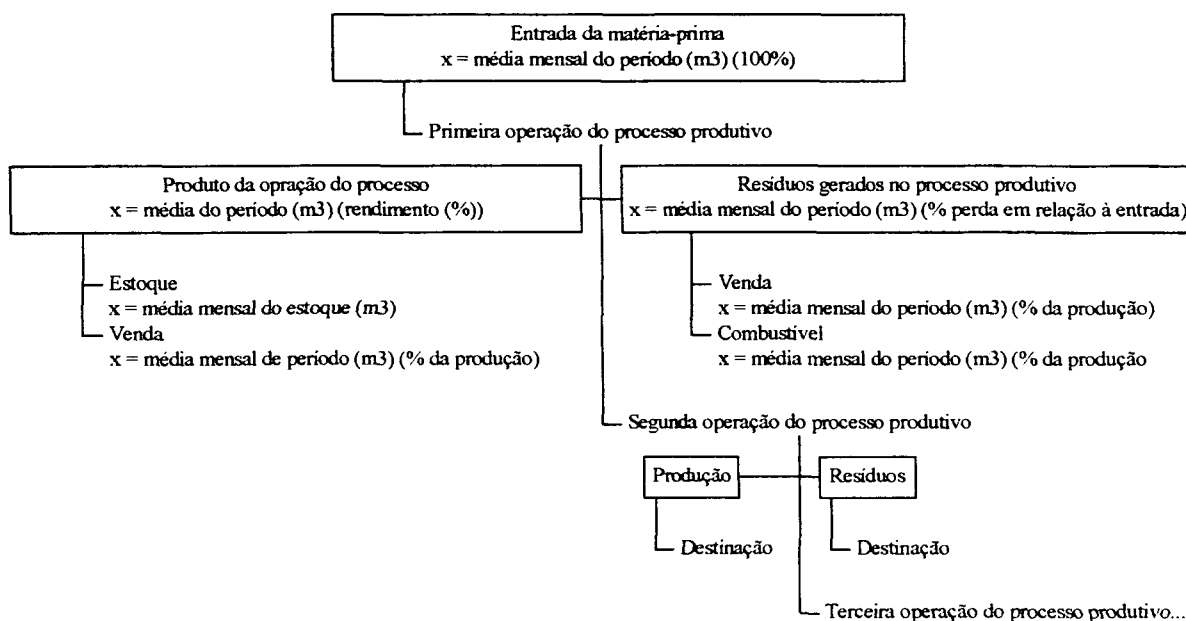 Entrada da matéria-prima
x = média mensal do período (m3) (100%)
Primeira operação do processo produtivo
Produto da opração do processo
x = média do período (m3) (rendimento (%))
Resíduos gerados no processo produtivo
x = média mensal do período (m3) (% perda em relação à entrada)
Estoque
x = média mensal do estoque (m3)
Venda
x = média mensal de período (m3) (% da produção)
Venda
x = média mensal do período (m3) (% da produção)
Combustível
x = média mensal do período (m3) (% da produção
Segunda operação do processo produtivo
Produção
Resíduos
Destinação
Destinação
Terceira operação do processo produtivo...